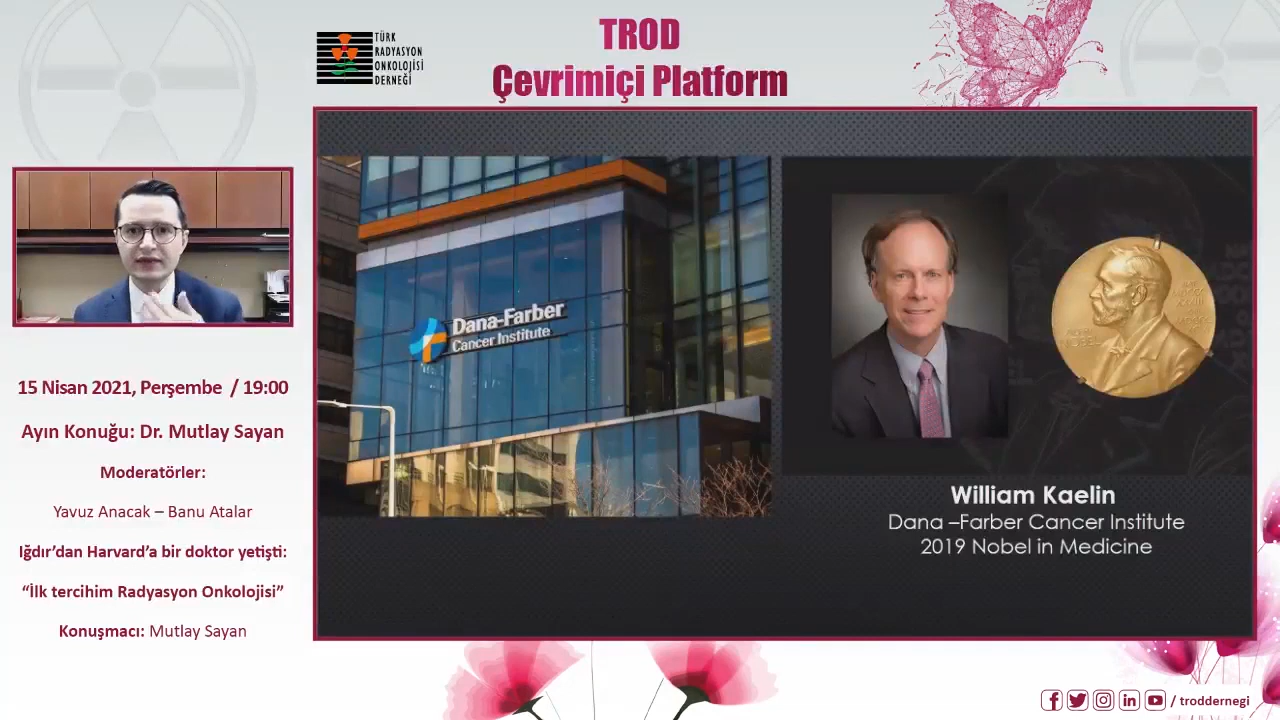 TROD
Çevrimiçi Platform
TÜRK
RADYASYON
ONKOLOJİSİ
DERNEĞİ
15 Nisan 2021, Perşembe / 19:00
Ayın Konuğu: Dr. Mutlay Sayan
Moderatörler:
Yavuz Anacak – Banu Atalar
Iğdır’dan Harvard’a bir doktor yetişti:
“İlk tercihim Radyasyon Onkolojisi”
Konuşmacı: Mutlay Sayan
Dana-Farber
Cancer Institute
William Kaelin
Dana –Farber Cancer Institute
2019 Nobel in Medicine
/ troddernegi